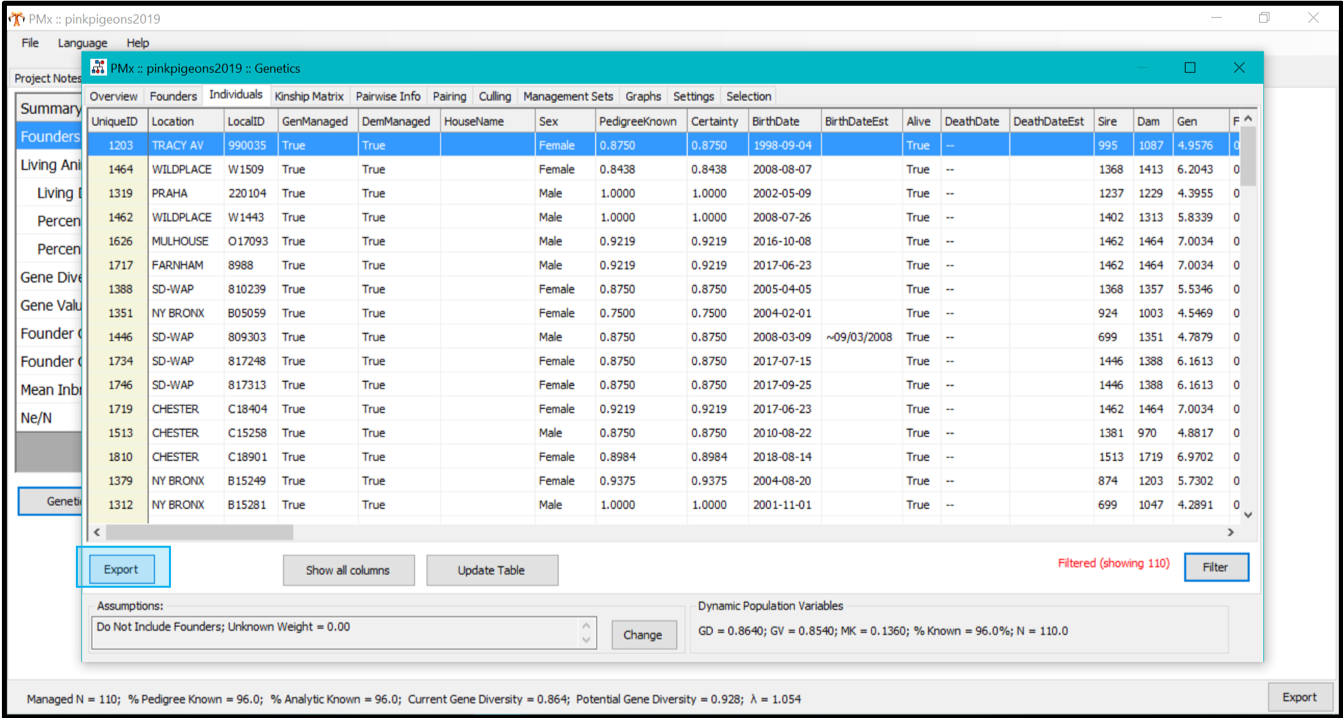 PMx :: pinkpigeons2019
File Language Help
Project Notes
PMx :: pinkpigeons2019 :: Genetics
Overview Founders Individuals Kinship Matrix Pairwise Info Pairing Culling Management Sets Graphs Settings Selection
Summary
Founders
Living Ani
Living D
Percen
Percen
Gene Dive
Gene Valu
Founder G
Founder G
Mean Inbr
Ne/N
Geneti
UniqueID Location LocalID GenManaged DemManaged HouseName Sex PedigreeKnown Certainty BirthDate BirthDateEst Alive DeathDate DeathDateEst Sire Dam Gen F
1203 TRACY AV 990035 True True Female 0.8750 0.8750 1998-09-04 True -- 995 1087 4.9576 0
1464 WILDPLACE W1509 True True Female 0.8438 0.8438 2008-08-07 True -- 1368 1413 6.2043 0
1319 PRAHA 220104 True True Male 1.0000 1.0000 2002-05-09 True -- 1237 1229 4.3955 0
1462 WILDPLACE W1443 True True Male 1.0000 1.0000 2008-07-26 True -- 1402 1313 5.8339 0
1626 MULHOUSE O17093 True True Male 0.9219 0.9219 2016-10-08 True -- 1462 1464 7.0034 0
1717 FARNHAM 8988 True True Male 0.9219 0.9219 2017-06-23 True -- 1462 1464 7.0034 0
1388 SD-WAP 810239 True True Female 0.8750 0.8750 2005-04-05 True -- 1368 1357 5.5346 0
1351 NY BRONX B05059 True True Female 0.7500 0.7500 2004-02-01 True -- 924 1003 4.5469 0
1446 SD-WAP 809303 True True Male 0.8750 0.8750 2008-03-09 ~09/03/2008 True -- 699 1351 4.7879 0
1734 SD-WAP 817248 True True Female 0.8750 0.8750 2017-07-15 True -- 1446 1388 6.1613 0
1746 SD-WAP 817313 True True Female 0.8750 0.8750 2017-09-25 True -- 1446 1388 6.1613 0
1719 CHESTER C18404 True True Female 0.9219 0.9219 2017-06-23 True -- 1462 1464 7.0034 0
1513 CHESTER C15258 True True Male 0.8750 0.8750 2010-08-22 True -- 1381 970 4.8817 0
1810 CHESTER C18901 True True Female 0.8984 0.8984 2018-08-14 True -- 1513 1719 6.9702 0
1379 NY BRONX B15249 True True Female 0.9375 0.9375 2004-08-20 True -- 874 1203 5.7302 0
1312 NY BRONX B15281 True True Male 1.0000 1.0000 2001-11-01 True -- 699 1047 4.2891 0
Export Show all columns Update Table Filtered (showing 110) Filter
Assumptions:
Do Not Include Founders; Unknown Weight = 0.00
Change
Dynamic Population Variables
GD = 0.8640; GV = 0.8540; MK = 0.1360; % Known = 96.0%; N = 110.0
Managed N = 110; % Pedigree Known = 96.0; % Analytic Known = 96.0; Current Gene Diversity = 0.864; Potential Gene Diversity = 0.928; λ = 1.054
Export